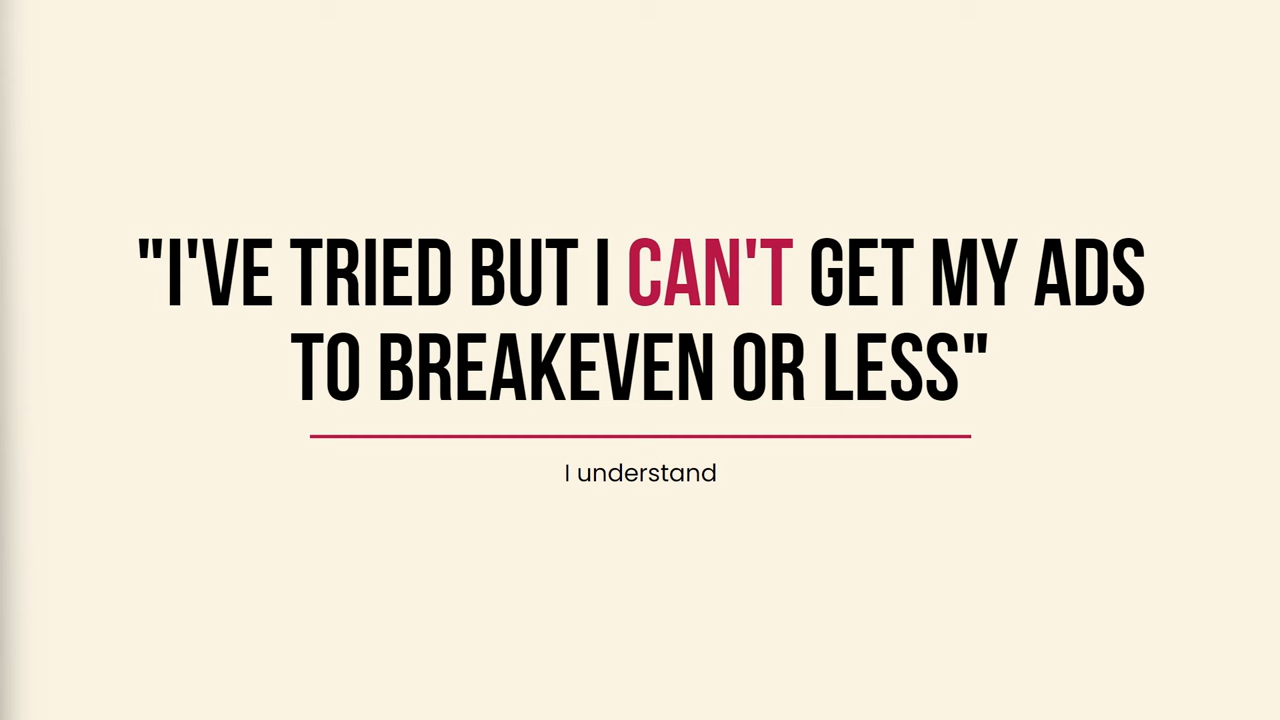 "I'VE TRIED BUT I CAN'T GET MY ADS
TO BREAKEVEN OR LESS"
I understand